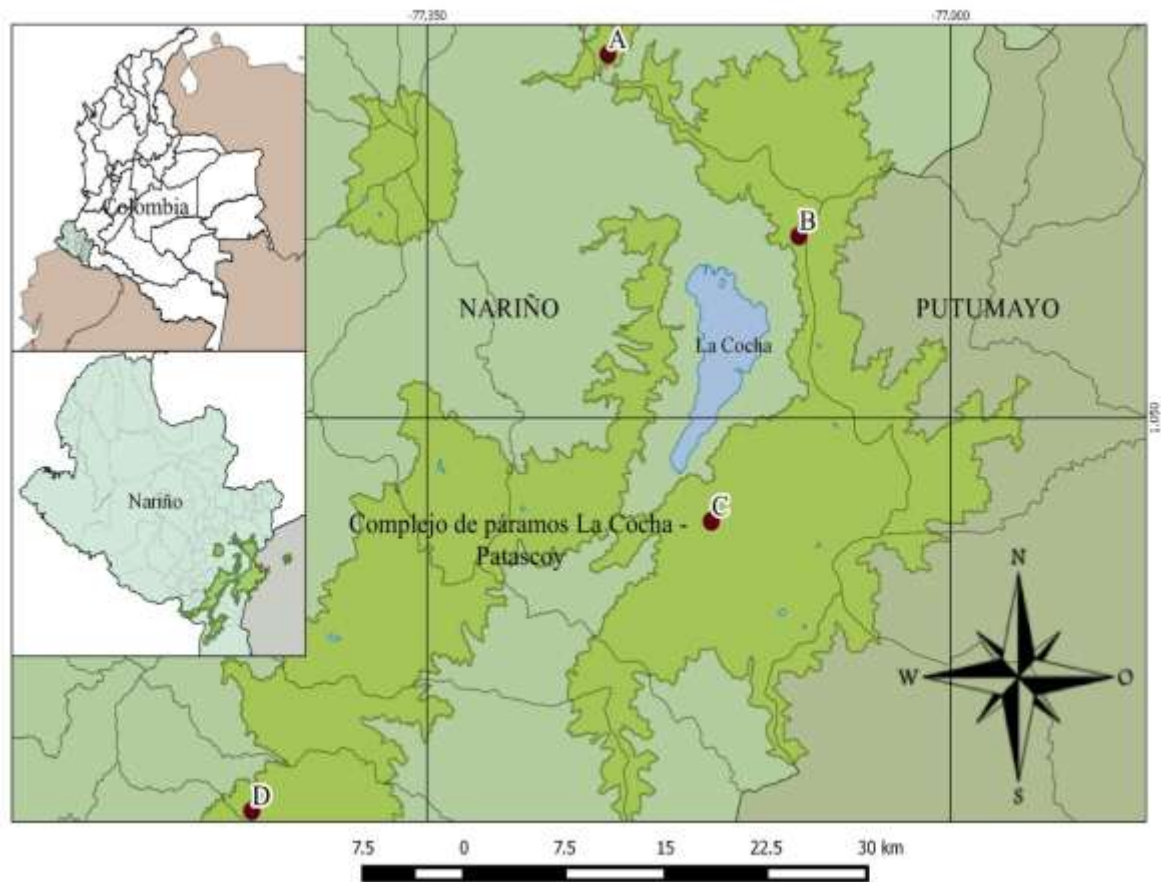 -77.350
-77.000
A
Colombia
B
NARIÑO
PUTUMAYO
La Cocha
1.050
Nariño
C
Complejo de páramos La Cocha -
Patascoy
N
W
O
S
D
7.5 0 7.5 15 22.5 30 km